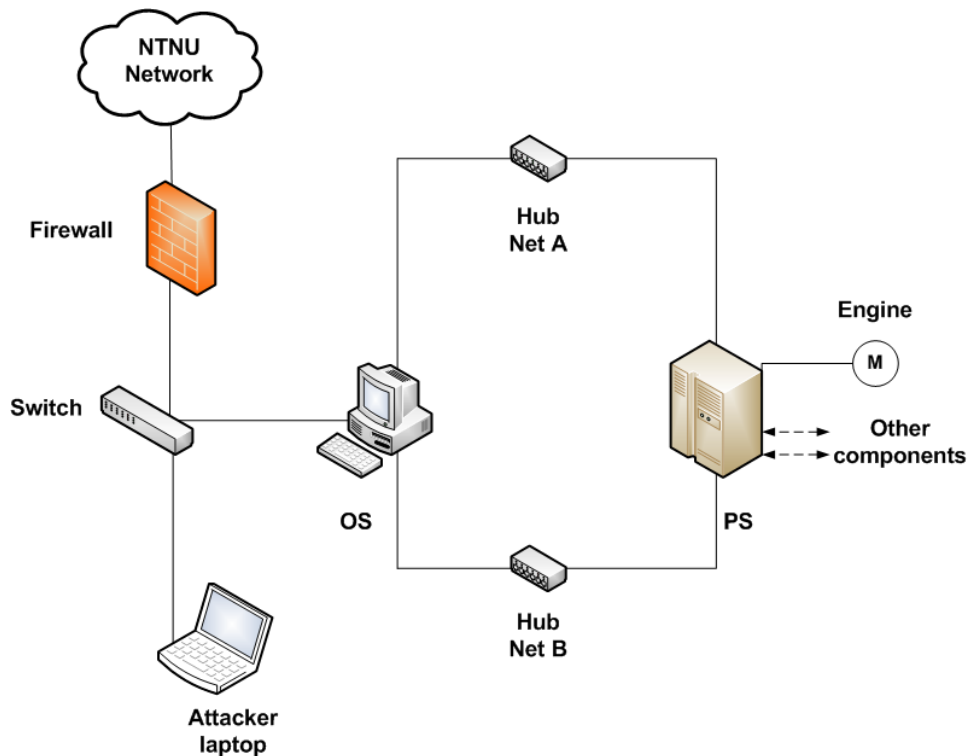 NTNU
Network
Firewall
Hub
Net A
Engine
M
Switch
Other
components
OS
PS
Hub
Net B
Attacker
laptop